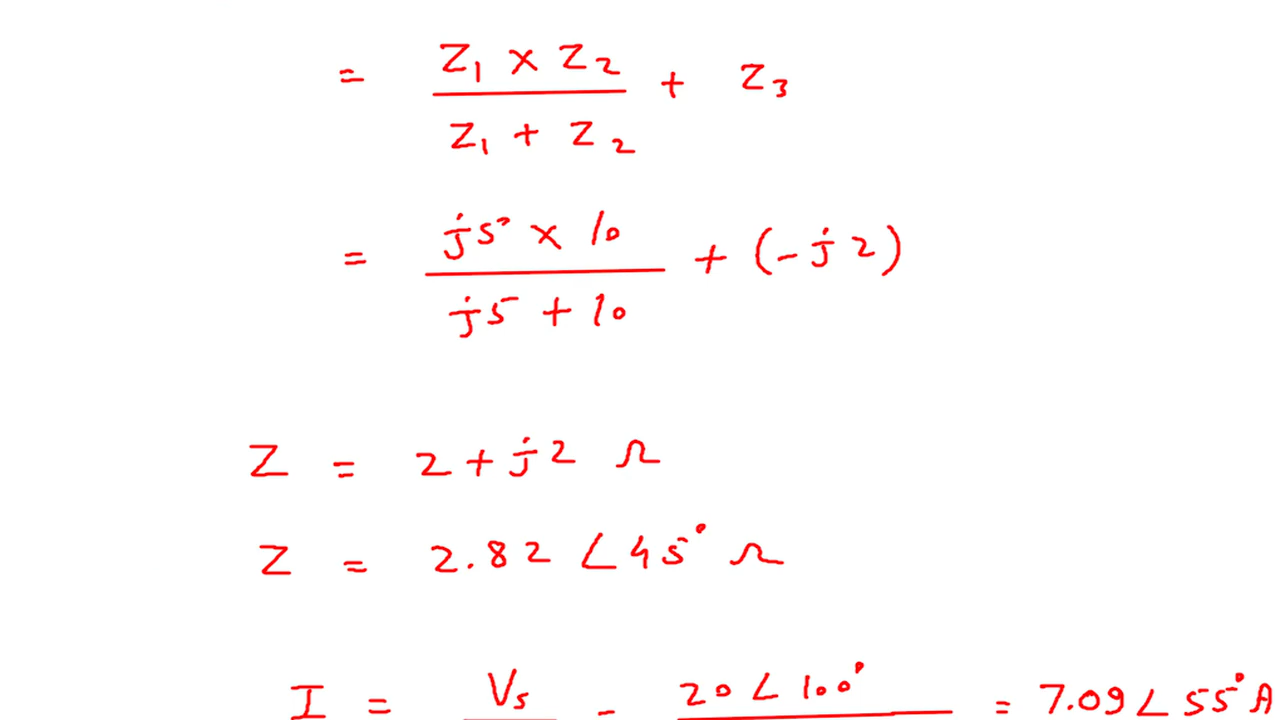 = Z₁ × Z₂ / Z₁ + Z₂ + Z₃
= j5 × 10 / j5 + 10 + (-j2)
Z = 2 + j2 Ω
Z = 2.82 ∠45° Ω
I = Vs = 20 ∠100° = 7.09 ∠55° A